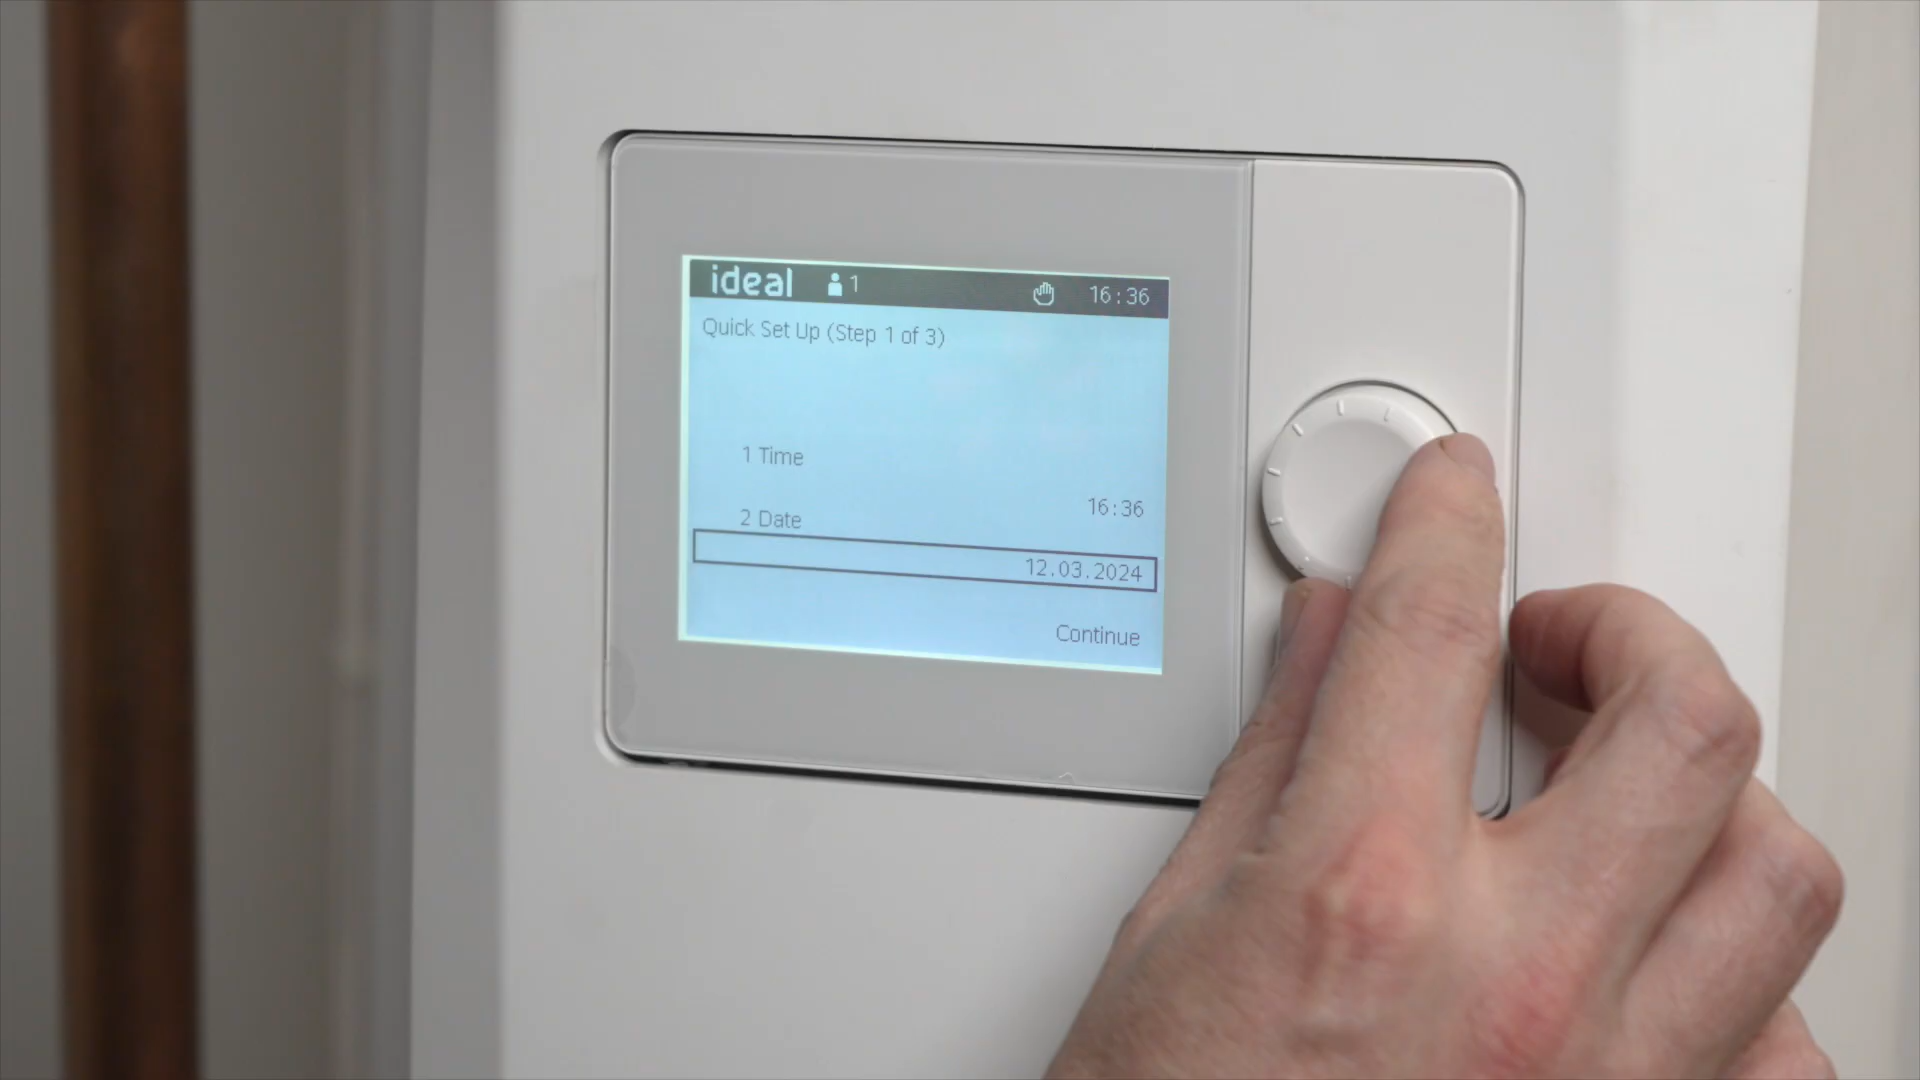 ideal 1 16:36
Quick Set Up (Step 1 of 3)
1 Time
16:36
2 Date
12.03.2024
Continue